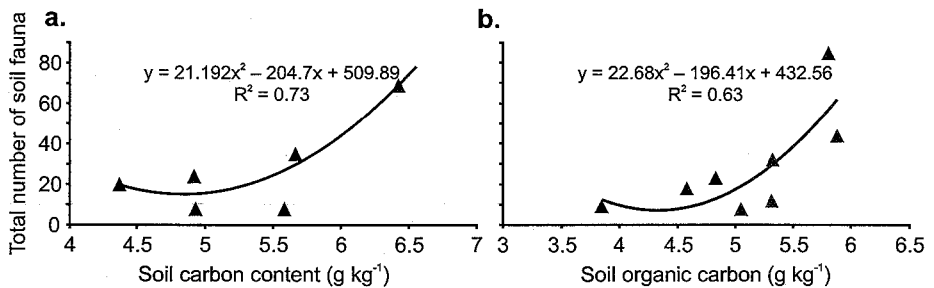 a.
Total number of soil fauna
80
60
40
20
0
y = 21.192x² – 204.7x + 509.89
R² = 0.73
4 4.5 5 5.5 6 6.5 7
Soil carbon content (g kg⁻¹)
b.
y = 22.68x² – 196.41x + 432.56
R² = 0.63
3 3.5 4 4.5 5 5.5 6 6.5
Soil organic carbon (g kg⁻¹)